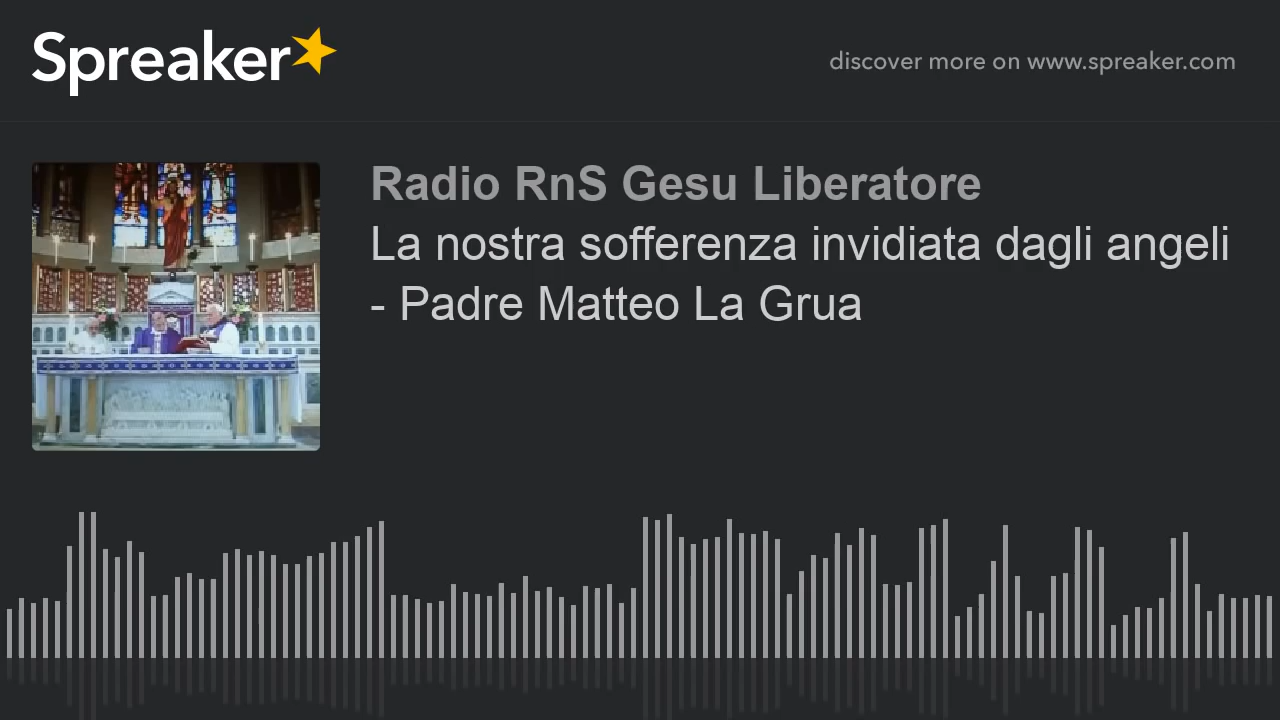 Spreaker
discover more on www.spreaker.com
Radio RnS Gesu Liberatore
La nostra sofferenza invidiata dagli angeli
- Padre Matteo La Grua